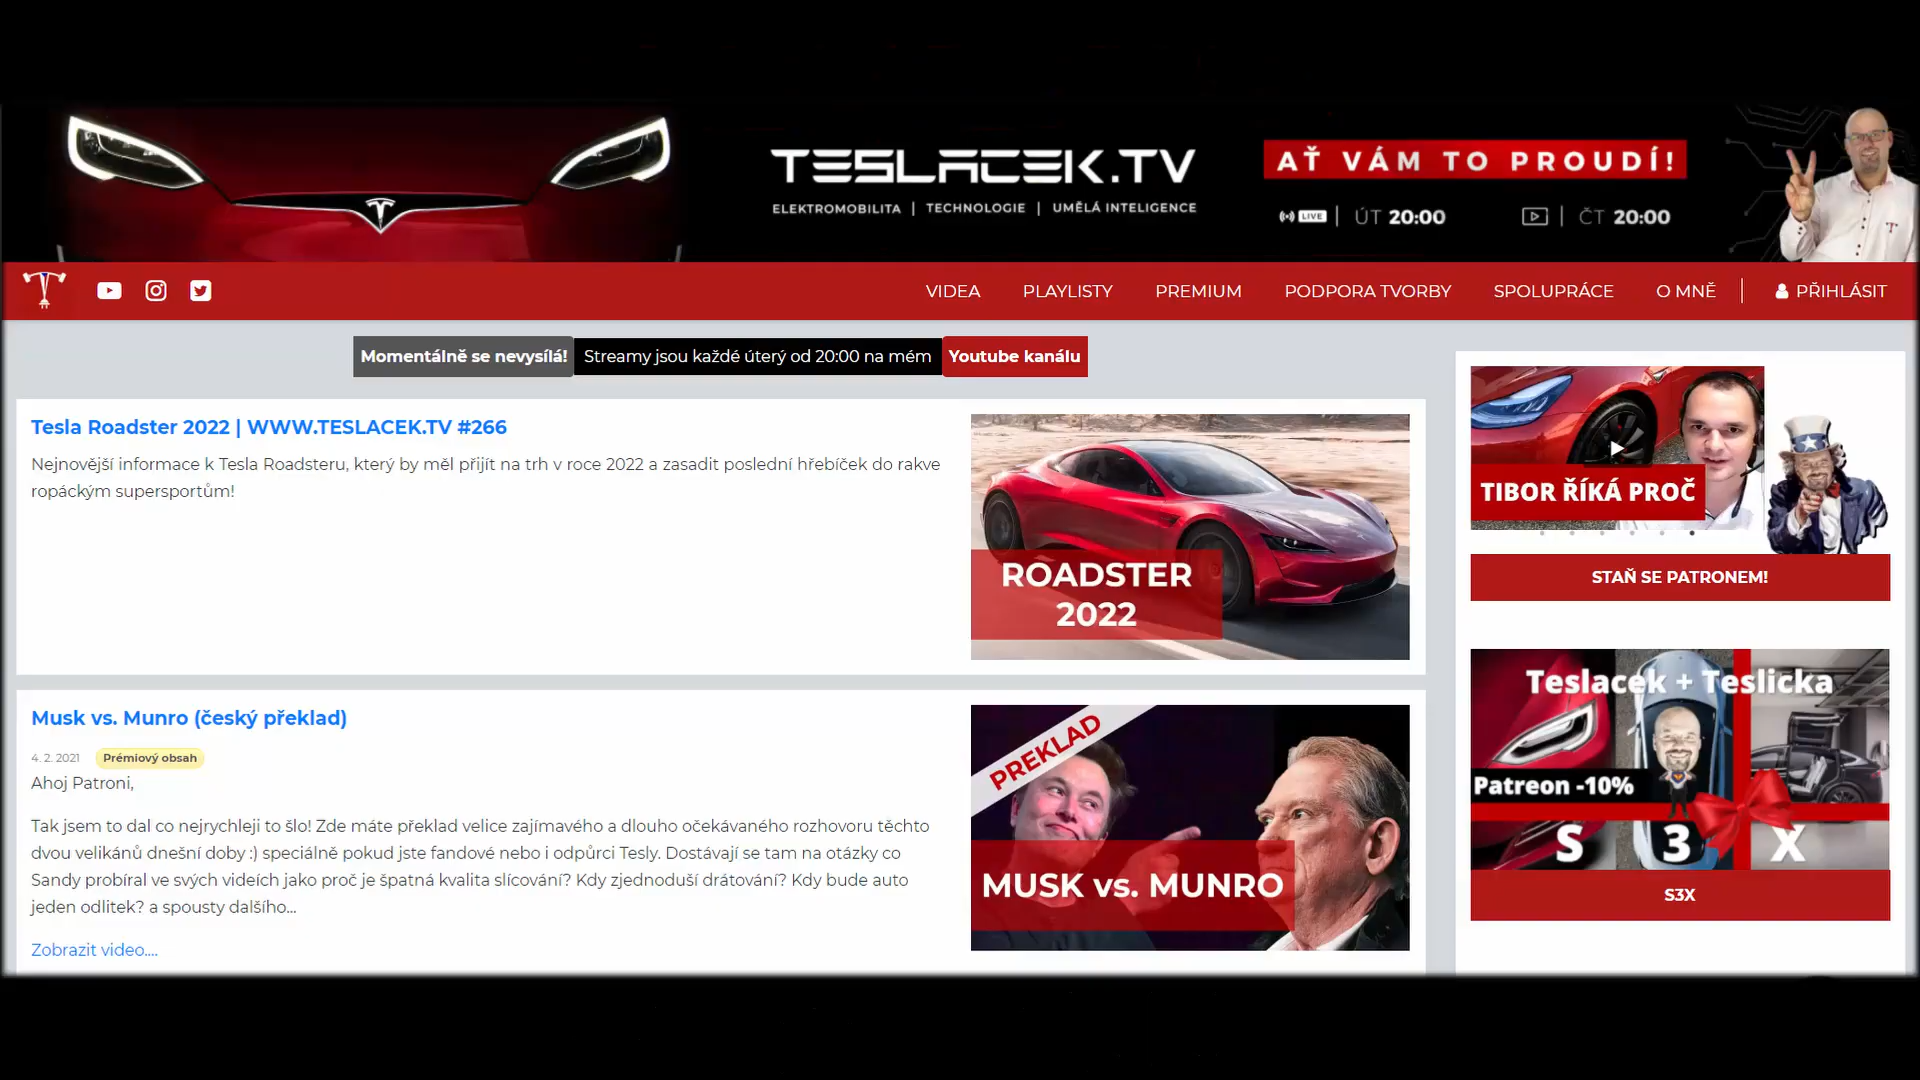 TESLACEK.TV
ELEKTROMOBILITA | TECHNOLOGIE | UMĚLÁ INTELIGENCE
AŤ VÁM TO PROUDÍ!
LIVE | ÚT 20:00
| ČT 20:00
VIDEA PLAYLISTY PREMIUM PODPORA TVORBY SPOLUPRÁCE O MNĚ | PŘIHLÁSIT
Momentálně se nevysílá! Streamy jsou každé úterý od 20:00 na mém Youtube kanálu
Tesla Roadster 2022 | WWW.TESLACEK.TV #266
Nejnovější informace k Tesla Roadsteru, který by měl přijít na trh v roce 2022 a zasadit poslední hřebíček do rakve
ropáckým supersportům!
ROADSTER
2022
Musk vs. Munro (český překlad)
4. 2. 2021 Prémiový obsah
Ahoj Patroni,
Tak jsem to dal co nejrychleji to šlo! Zde máte překlad velice zajímavého a dlouho očekávaného rozhovoru těchto
dvou velikánů dnešní doby :) speciálně pokud jste fandové nebo i odpůrci Tesly. Dostávají se tam na otázky co
Sandy probíral ve svých videích jako proč je špatná kvalita slícování? Kdy zjednoduší drátování? Kdy bude auto
jeden odlitek? a spousty dalšího...
Zobrazit video....
PREKLAD
MUSK vs. MUNRO
TIBOR ŘÍKÁ PROČ
STAŇ SE PATRONEM!
Teslacek + Teslicka
Patreon -10%
S 3 X
S3X